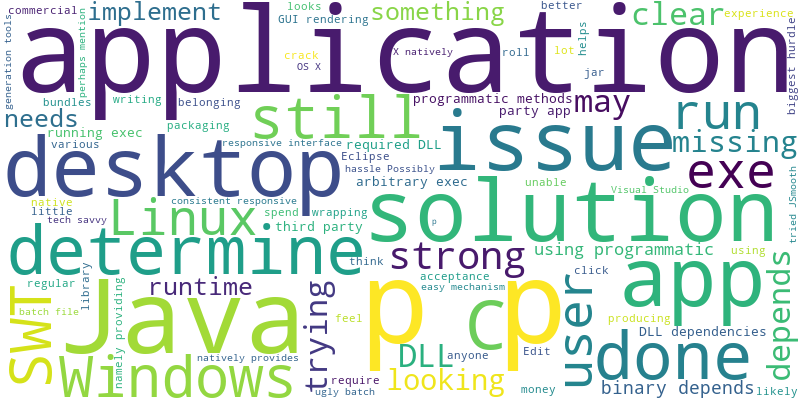 commercial
implement
looks
GUI rendering
something
better
clear
experience
generation tools
perhaps mention
application
crack
OS X
X natively
roll
lot
helps
jar
biggest hurdle
bundles
writing
belonging
programmatic methods
party app
may
run
needs
running exec
packaging
still
required DLL
issue
missing
various
responsive interface
Eclipse
desktop
hassle Possibly
arbitrary exec
unable
exe
native
little
tech savvy
consistent responsive
spend
wrapping
third party
Visual Studio
solution
p
tried JSmooth
Linux
determine
strong
using programmatic
think
acceptance
easy mechanism
click
using
app
depends
regular
library
namely providing
runtime
trying
SWT
batch file
Java
feel
p
c
p
user
producing
DLL dependencies
natively provides
DLL
anyone
Edit
done
Windows
require
ugly batch
looking
money
binary depends
likely